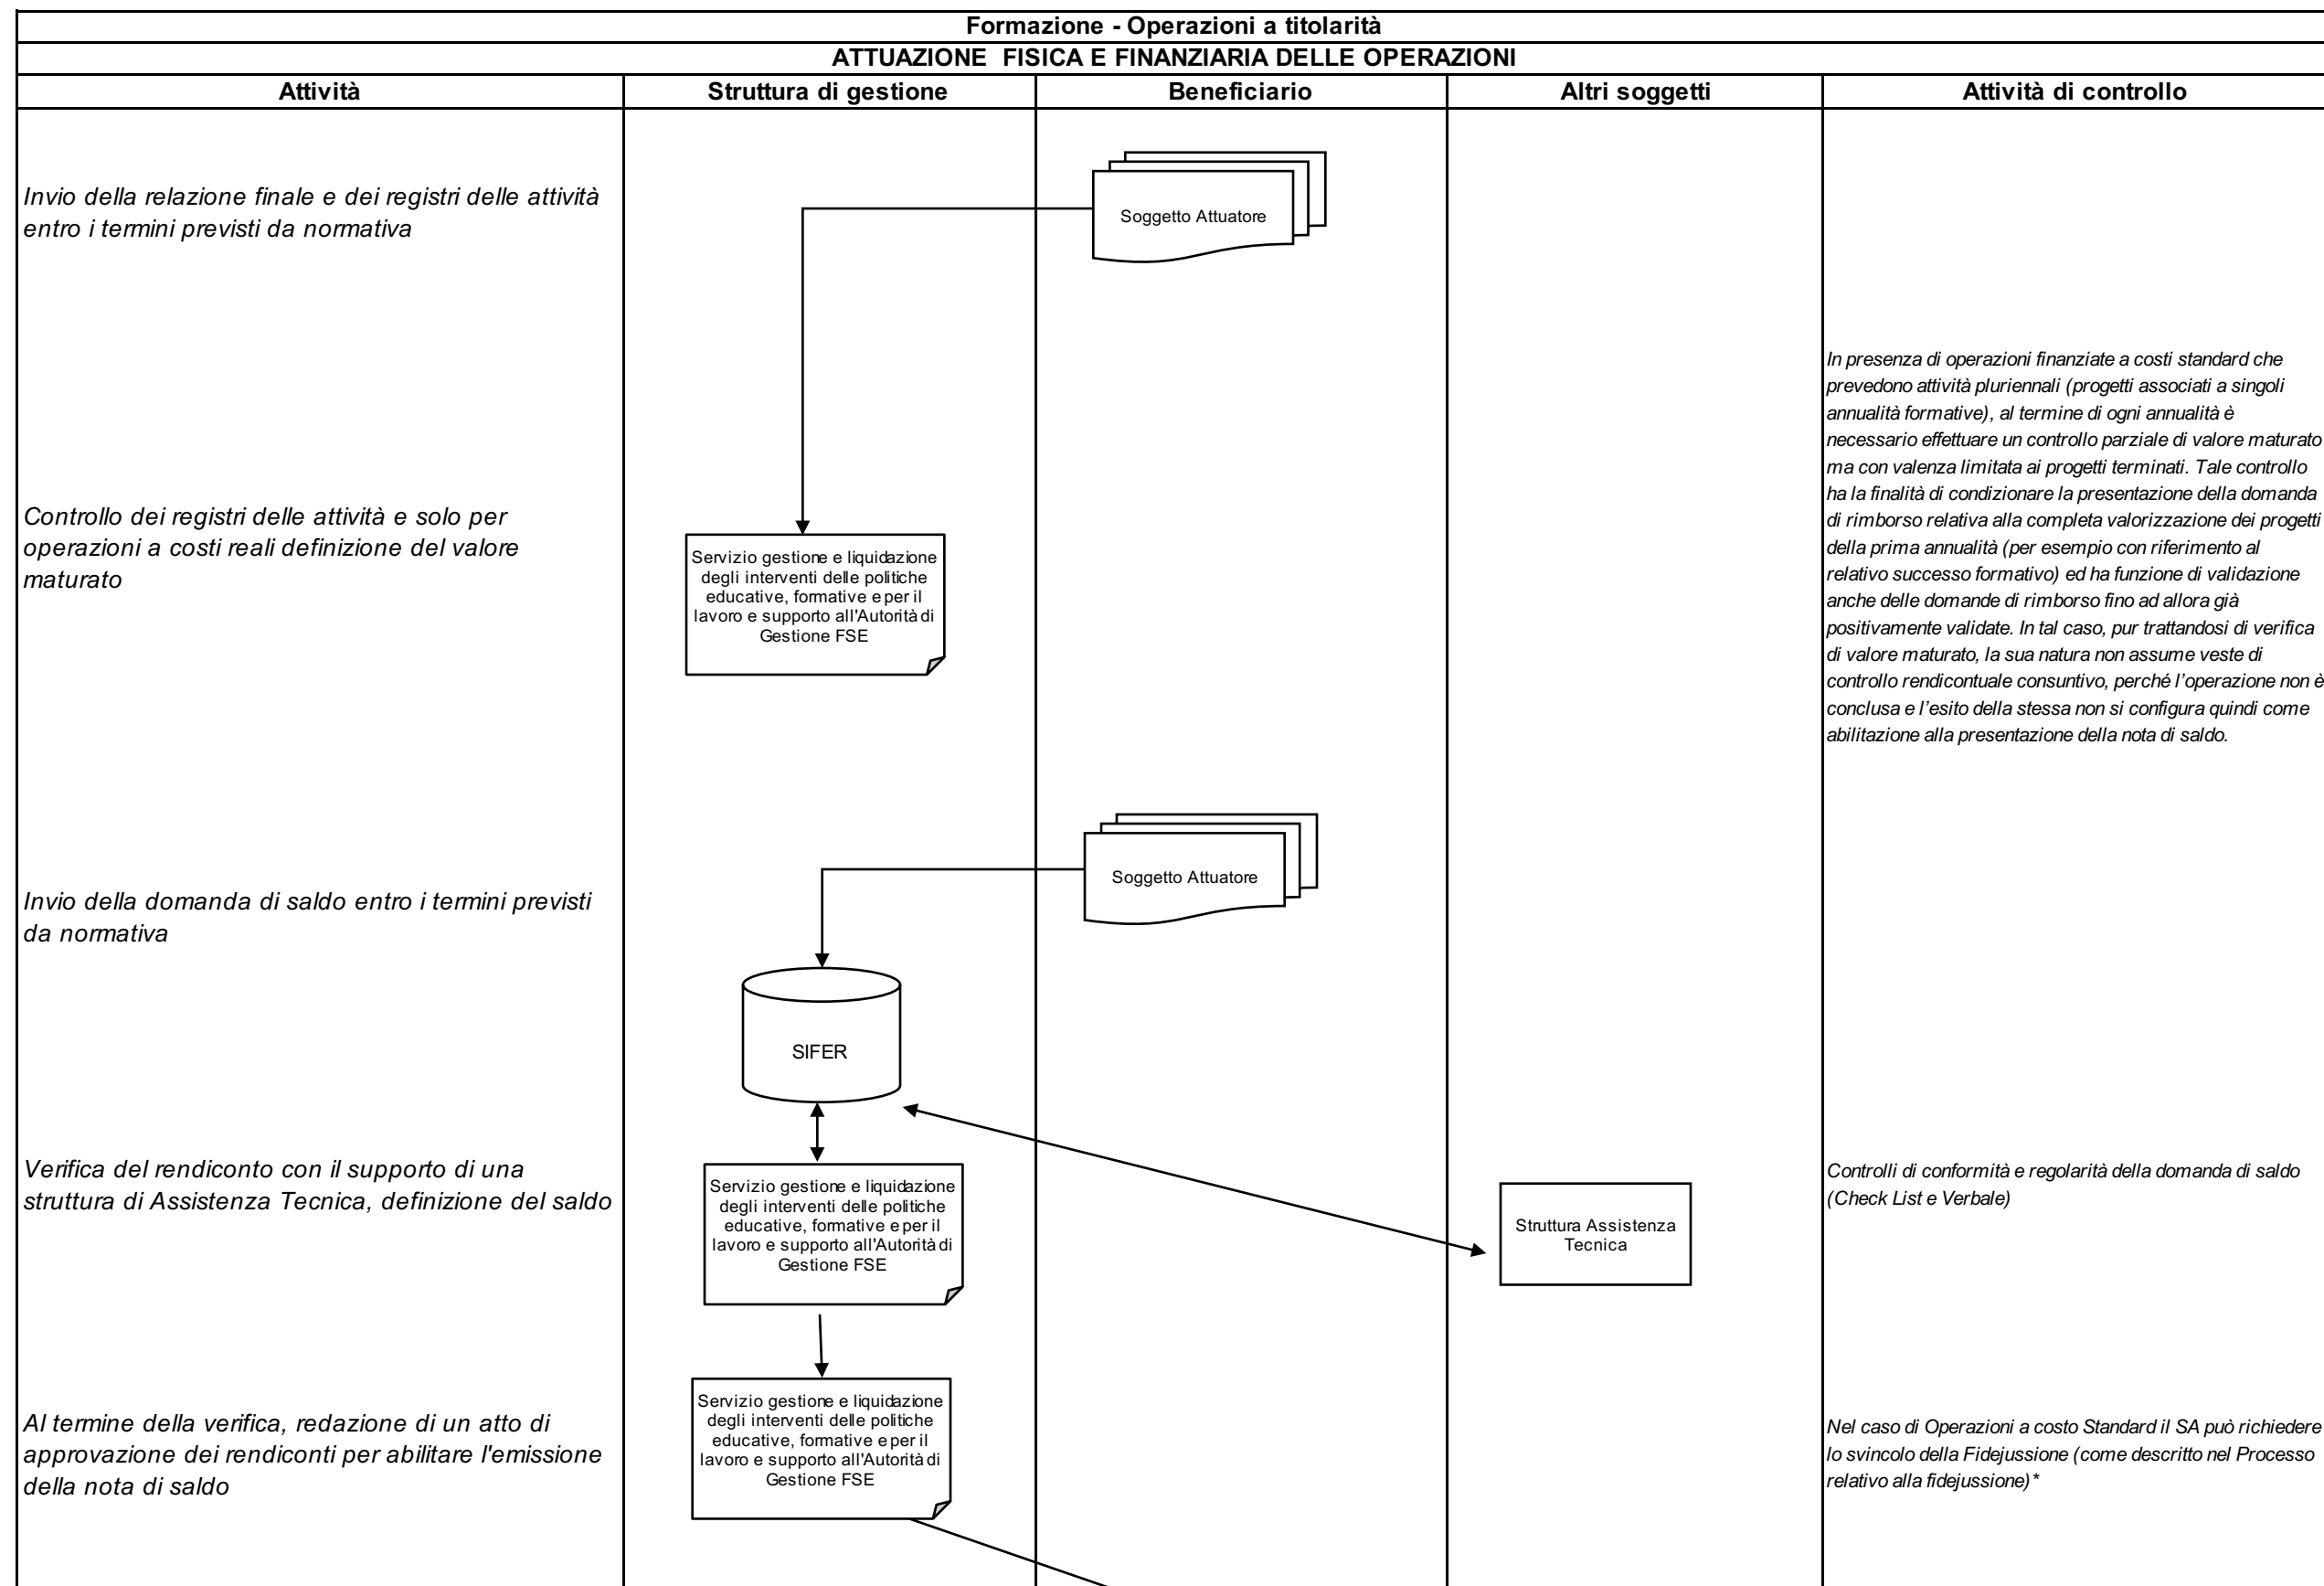 Formazione - Operazioni a titolarità
ATTUAZIONE FISICA E FINANZIARIA DELLE OPERAZIONI
Attività
Struttura di gestione
Beneficiario
Altri soggetti
Attività di controllo
Invio della relazione finale e dei registri delle attività
entro i termini previsti da normativa
Soggetto Attuatore
Controllo dei registri delle attività e solo per
operazioni a costi reali definizione del valore
maturato
Servizio gestione e liquidazione
degli interventi delle politiche
educative, formative e per il
lavoro e supporto all'Autorità di
Gestione FSE
In presenza di operazioni finanziate a costi standard che
prevedono attività pluriennali (progetti associati a singoli
annualità formative), al termine di ogni annualità è
necessario effettuare un controllo parziale di valore maturato
ma con valenza limitata ai progetti terminati. Tale controllo
ha la finalità di condizionare la presentazione della domanda
di rimborso relativa alla completa valorizzazione dei progetti
della prima annualità (per esempio con riferimento al
relativo successo formativo) ed ha funzione di validazione
anche delle domande di rimborso fino ad allora già
positivamente validate. In tal caso, pur trattandosi di verifica
di valore maturato, la sua natura non assume veste di
controllo rendicontuale consuntivo, perché l’operazione non è
conclusa e l’esito della stessa non si configura quindi come
abilitazione alla presentazione della nota di saldo.
Invio della domanda di saldo entro i termini previsti
da normativa
Soggetto Attuatore
SIFER
Verifica del rendiconto con il supporto di una
struttura di Assistenza Tecnica, definizione del saldo
Servizio gestione e liquidazione
degli interventi delle politiche
educative, formative e per il
lavoro e supporto all'Autorità di
Gestione FSE
Struttura Assistenza
Tecnica
Controlli di conformità e regolarità della domanda di saldo
(Check List e Verbale)
Al termine della verifica, redazione di un atto di
approvazione dei rendiconti per abilitare l'emissione
della nota di saldo
Servizio gestione e liquidazione
degli interventi delle politiche
educative, formative e per il
lavoro e supporto all'Autorità di
Gestione FSE
Nel caso di Operazioni a costo Standard il SA può richiedere
lo svincolo della Fidejussione (come descritto nel Processo
relativo alla fidejussione)*